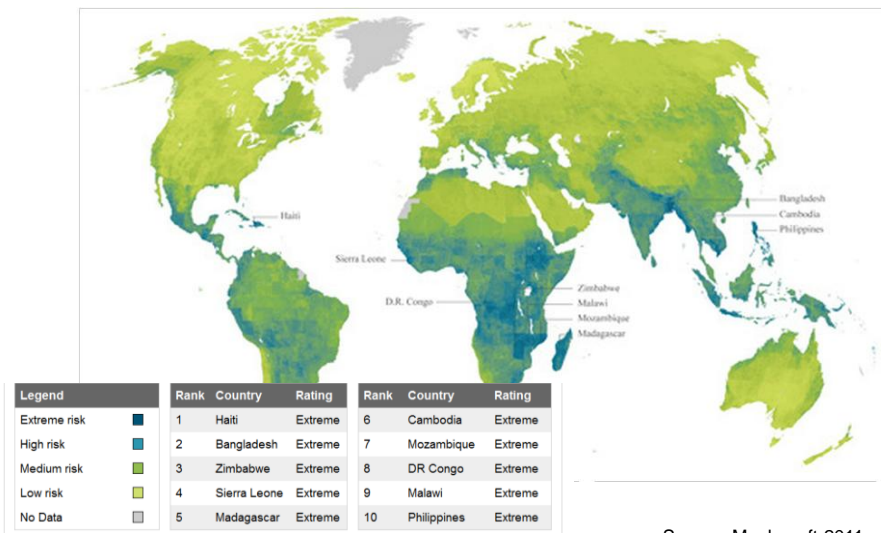 Haiti
Sierra Leone
D.R. Congo
Bangladesh
Cambodia
Philippines
Zimbabwe
Malawi
Mozambique
Madagascar
Legend
Extreme risk
High risk
Medium risk
Low risk
No Data
Rank Country Rating
1 Haiti Extreme
2 Bangladesh Extreme
3 Zimbabwe Extreme
4 Sierra Leone Extreme
5 Madagascar Extreme
Rank Country Rating
6 Cambodia Extreme
7 Mozambique Extreme
8 DR Congo Extreme
9 Malawi Extreme
10 Philippines Extreme